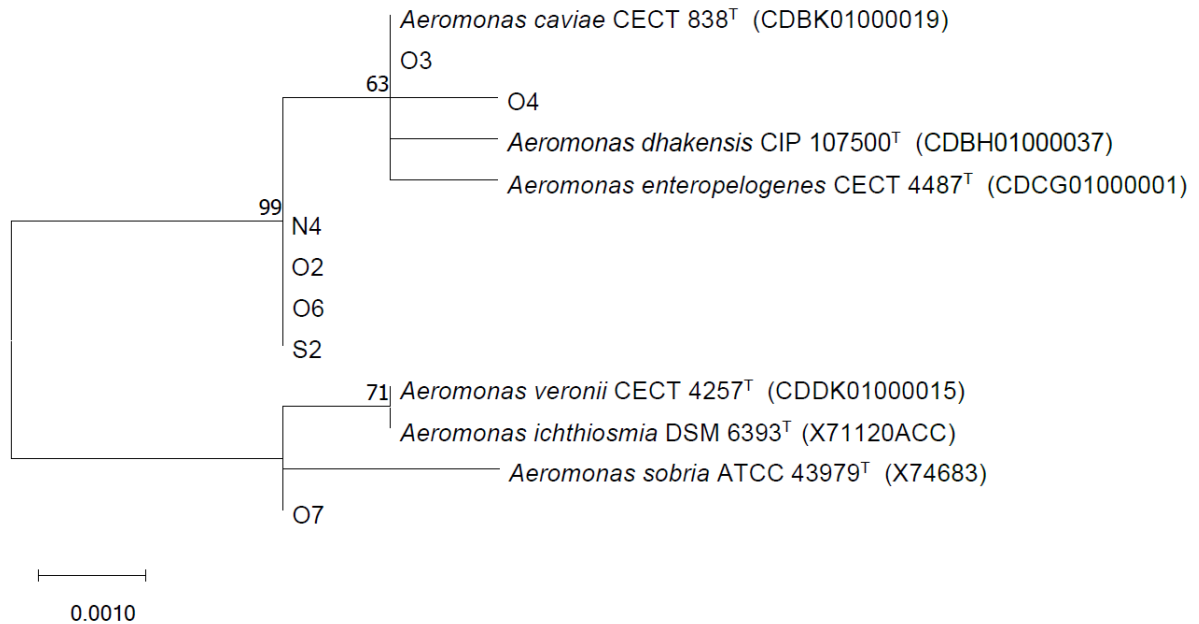 Aeromonas caviae CECT 838ᵀ (CDBK01000019)
O3
63
O4
Aeromonas dhakensis CIP 107500ᵀ (CDBH01000037)
Aeromonas enteropelogenes CECT 4487ᵀ (CDCG01000001)
99
N4
O2
O6
S2
71
Aeromonas veronii CECT 4257ᵀ (CDDK01000015)
Aeromonas ichthiosmia DSM 6393ᵀ (X71120ACC)
Aeromonas sobria ATCC 43979ᵀ (X74683)
O7
0.0010